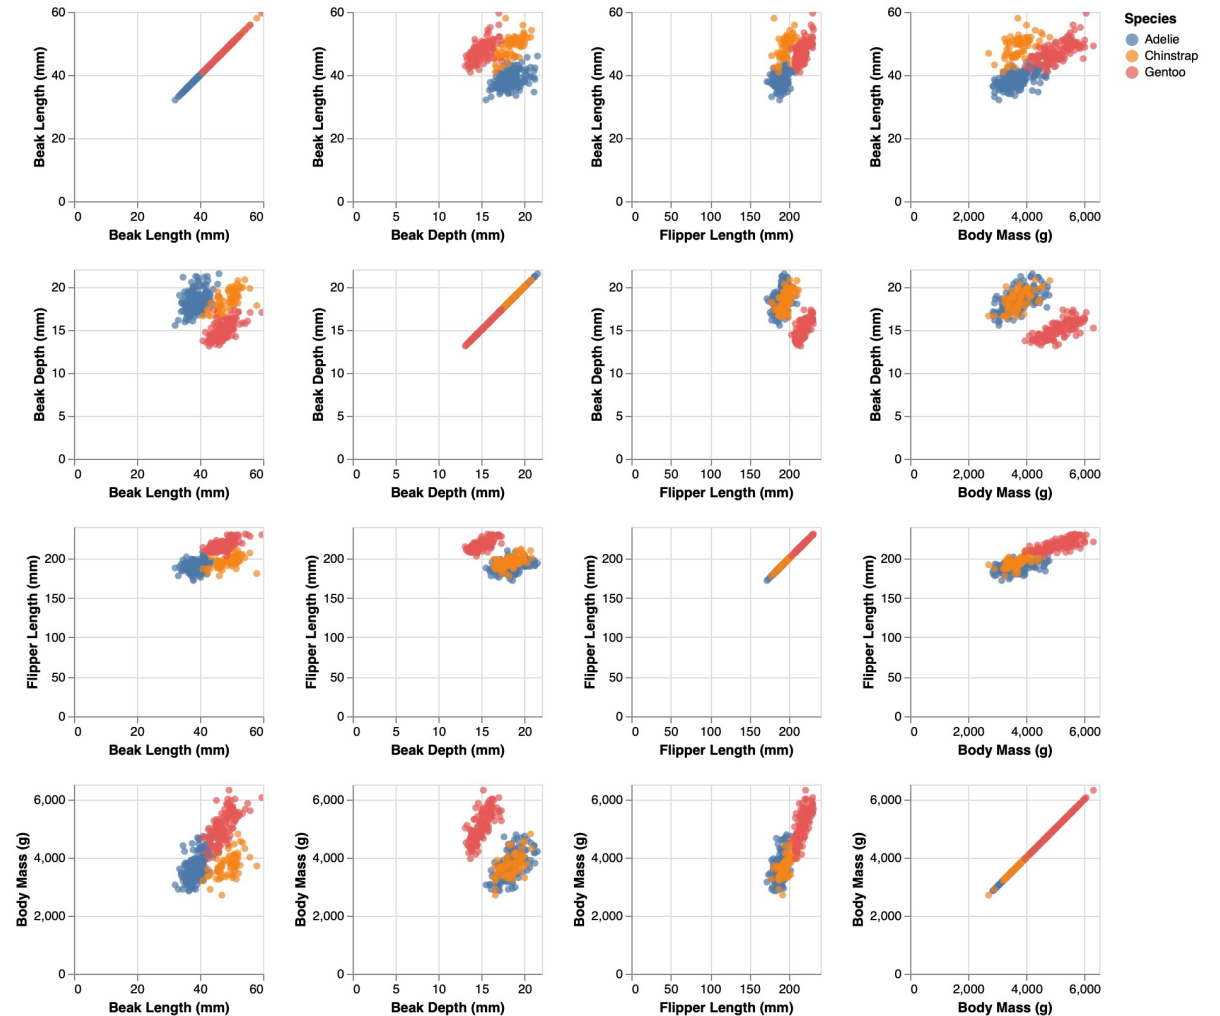 Species
Adelie
Chinstrap
Gentoo
Beak Length (mm)
60
40
20
0
0 20 40 60
Beak Length (mm)
Beak Length (mm)
60
40
20
0
0 5 10 15 20
Beak Depth (mm)
Beak Length (mm)
60
40
20
0
0 50 100 150 200
Flipper Length (mm)
Beak Length (mm)
60
40
20
0
0 2,000 4,000 6,000
Body Mass (g)
Beak Depth (mm)
20
15
10
5
0
0 20 40 60
Beak Length (mm)
Beak Depth (mm)
20
15
10
5
0
0 5 10 15 20
Beak Depth (mm)
Beak Depth (mm)
20
15
10
5
0
0 50 100 150 200
Flipper Length (mm)
Beak Depth (mm)
20
15
10
5
0
0 2,000 4,000 6,000
Body Mass (g)
Flipper Length (mm)
200
150
100
50
0
0 20 40 60
Beak Length (mm)
Flipper Length (mm)
200
150
100
50
0
0 5 10 15 20
Beak Depth (mm)
Flipper Length (mm)
200
150
100
50
0
0 50 100 150 200
Flipper Length (mm)
Flipper Length (mm)
200
150
100
50
0
0 2,000 4,000 6,000
Body Mass (g)
Body Mass (g)
6,000
4,000
2,000
0
0 20 40 60
Beak Length (mm)
Body Mass (g)
6,000
4,000
2,000
0
0 5 10 15 20
Beak Depth (mm)
Body Mass (g)
6,000
4,000
2,000
0
0 50 100 150 200
Flipper Length (mm)
Body Mass (g)
6,000
4,000
2,000
0
0 2,000 4,000 6,000
Body Mass (g)